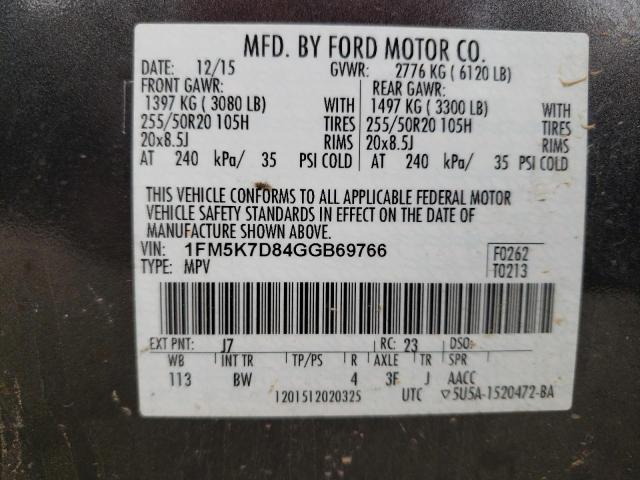 MFD. BY FORD MOTOR CO.
DATE: 12/15 GVWR: 2776 KG ( 6120 LB)
FRONT GAWR: REAR GAWR:
1397 KG ( 3080 LB) WITH 1497 KG ( 3300 LB) WITH
255/50R20 105H TIRES 255/50R20 105H TIRES
20x8.5J RIMS 20x8.5J RIMS
AT 240 kPa/ 35 PSI COLD AT 240 kPa/ 35 PSI COLD
THIS VEHICLE CONFORMS TO ALL APPLICABLE FEDERAL MOTOR
VEHICLE SAFETY STANDARDS IN EFFECT ON THE DATE OF
MANUFACTURE SHOWN ABOVE.
VIN: 1FM5K7D84GGB69766 F0262
TYPE: MPV T0213
EXT PNT: J7 RC: 23 DSO:
WB INT TR TP/PS R AXLE TR SPR
113 BW 4 3F J AACC
1201512020325 UTC ▽5U5A-1520472-BA